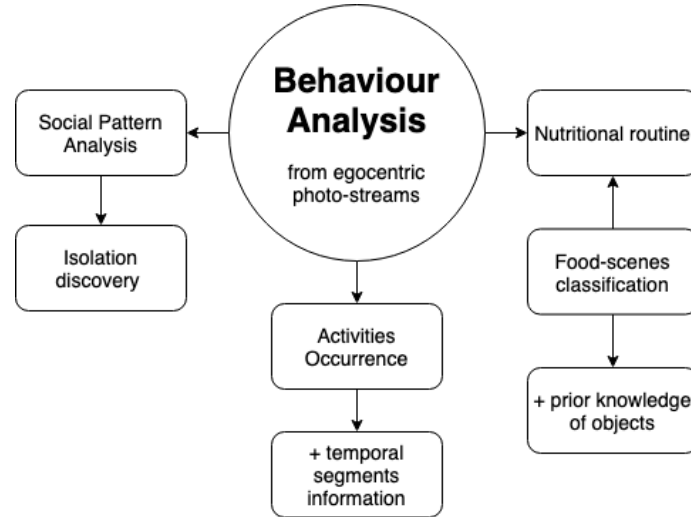 Behaviour
Analysis
from egocentric
photo-streams
Social Pattern
Analysis
Isolation
discovery
Activities
Occurrence
+ temporal
segments
information
Nutritional routine
Food-scenes
classification
+ prior knowledge
of objects